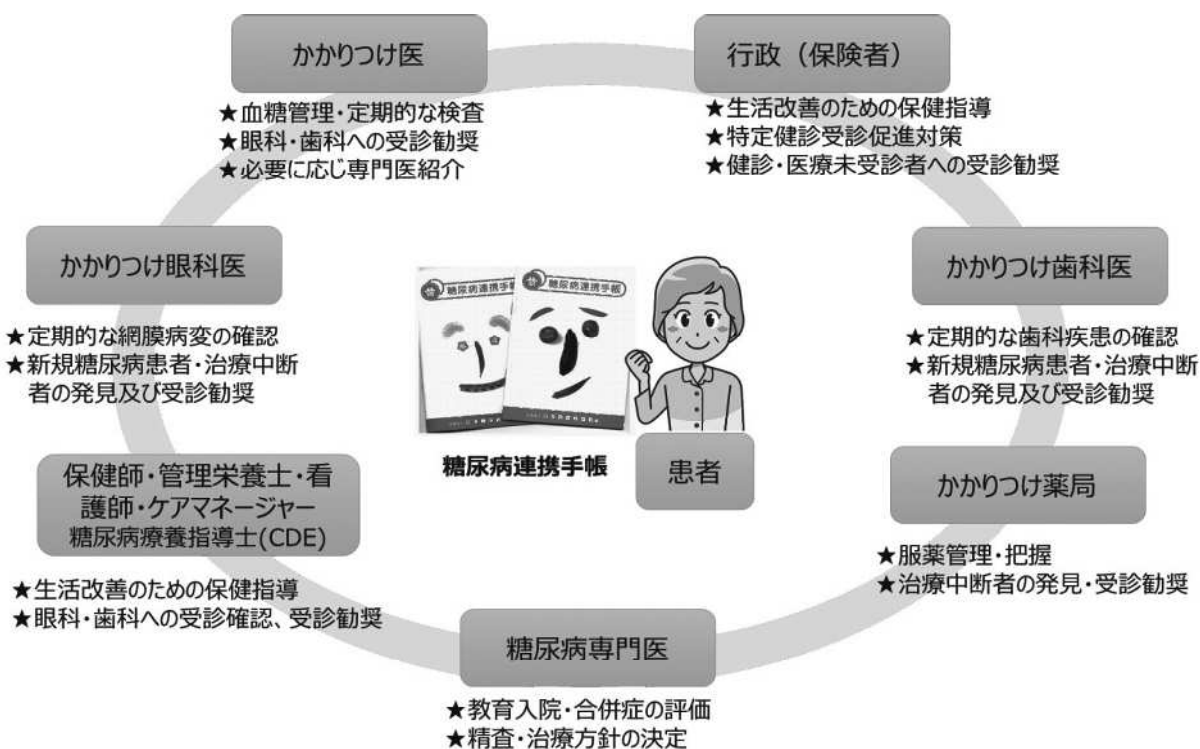 かかりつけ医
★血糖管理・定期的な検査
★眼科・歯科への受診勧奨
★必要に応じ専門医紹介
行政（保険者）
★生活改善のための保健指導
★特定健診受診促進対策
★健診・医療未受診者への受診勧奨
かかりつけ眼科医
★定期的な網膜病変の確認
★新規糖尿病患者・治療中断
者の発見及び受診勧奨
糖尿病連携手帳
糖尿病連携手帳
患者
かかりつけ歯科医
★定期的な歯科疾患の確認
★新規糖尿病患者・治療中断
者の発見及び受診勧奨
保健師・管理栄養士・看
護師・ケアマネージャー
糖尿病療養指導士(CDE)
★生活改善のための保健指導
★眼科・歯科への受診確認、受診勧奨
かかりつけ薬局
★服薬管理・把握
★治療中断者の発見・受診勧奨
糖尿病専門医
★教育入院・合併症の評価
★精査・治療方針の決定